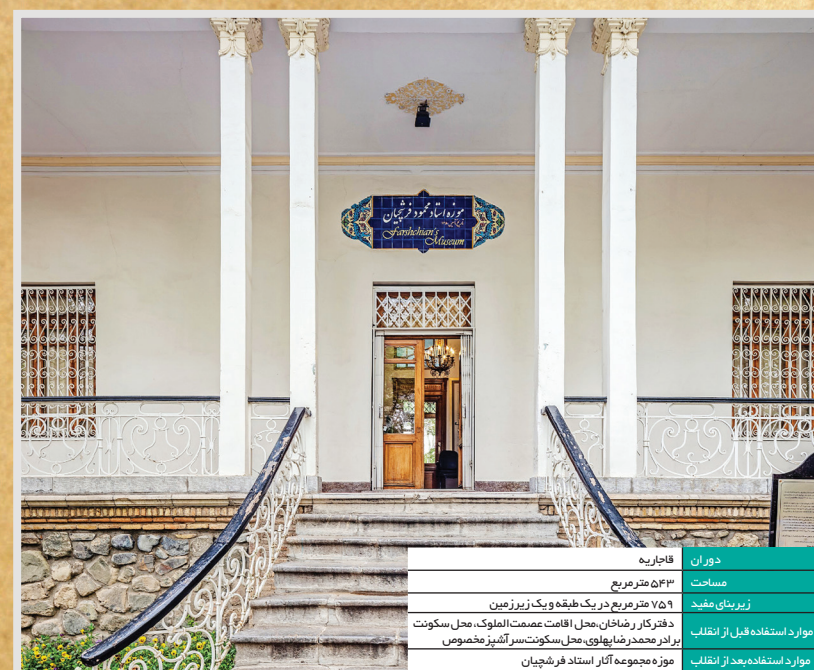 موزه استاد محمود فرشچیان
Farshchian's
Museum
دوران قاجاریه
مساحت ۵۴۳ مترمربع
زیربنای مفید ۷۵۹ مترمربع در یک طبقه و یک زیرزمین
موارد استفاده قبل از انقلاب دفتر کار رضاخان، محل اقامت عصمت الملوک، محل سکونت
برادر محمدرضا پهلوی، محل سکونت سرآشپز مخصوص
موارد استفاده بعد از انقلاب موزه مجموعه آثار استاد فرشچیان